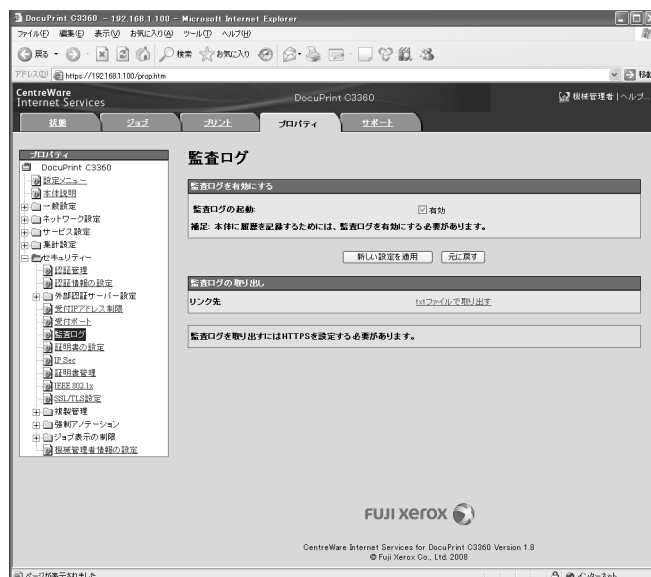 DocuPrint C3360 - 192.168.1.100 - Microsoft Internet Explorer
ファイル(F) 編集(E) 表示(V) お気に入り(A) ツール(T) ヘルプ(H)
戻る 検索 お気に入り
アドレス(D) https://192.168.1.100/prop.htm 移動
CentreWare
Internet Services
DocuPrint C3360
機械管理者 | ヘルプ
状態 ジョブ プリント プロパティ サポート
プロパティ
DocuPrint C3360
設定メニュー
本体説明
一般設定
ネットワーク設定
サービス設定
集計設定
セキュリティー
認証管理
認証情報の設定
外部認証サーバー設定
受付IPアドレス制限
受付ポート
監査ログ
証明書の設定
IP Sec
証明書管理
IEEE 802.1x
SSL/TLS設定
複製管理
強制アノテーション
ジョブ表示の制限
機械管理者情報の設定
監査ログ
監査ログを有効にする
監査ログの起動: 有効
補足: 本体に履歴を記録するためには、監査ログを有効にする必要があります。
新しい設定を適用 元に戻す
監査ログの取り出し
リンク先 txtファイルで取り出す
監査ログを取り出すにはHTTPSを設定する必要があります。
FUJI XEROX
CentreWare Internet Services for DocuPrint C3360 Version 1.8
© Fuji Xerox Co., Ltd. 2008
ページが表示されました
インターネット